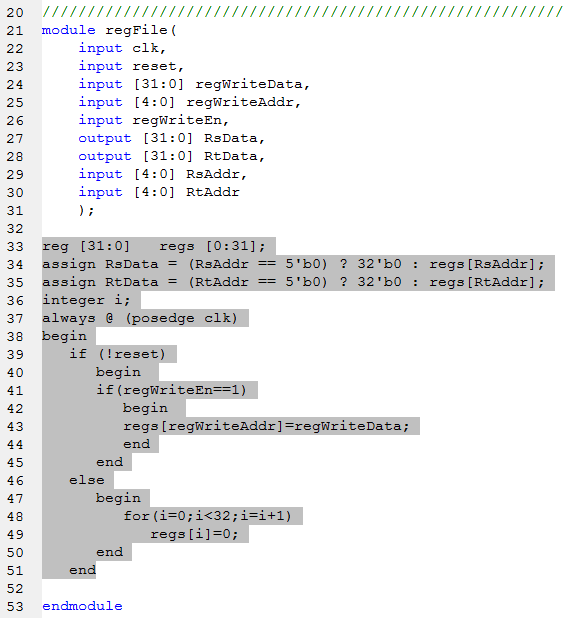 20 //////////////////////////////////////////////////////////
21 module regFile(
22     input clk,
23     input reset,
24     input [31:0] regWriteData,
25     input [4:0] regWriteAddr,
26     input regWriteEn,
27     output [31:0] RsData,
28     output [31:0] RtData,
29     input [4:0] RsAddr,
30     input [4:0] RtAddr
31     );
32
33 reg [31:0]   regs [0:31];
34 assign RsData = (RsAddr == 5'b0) ? 32'b0 : regs[RsAddr];
35 assign RtData = (RtAddr == 5'b0) ? 32'b0 : regs[RtAddr];
36 integer i;
37 always @ (posedge clk)
38 begin
39    if (!reset)
40       begin
41       if(regWriteEn==1)
42          begin
43          regs[regWriteAddr]=regWriteData;
44          end
45       end
46    else
47       begin
48          for(i=0;i<32;i=i+1)
49             regs[i]=0;
50       end
51    end
52
53 endmodule